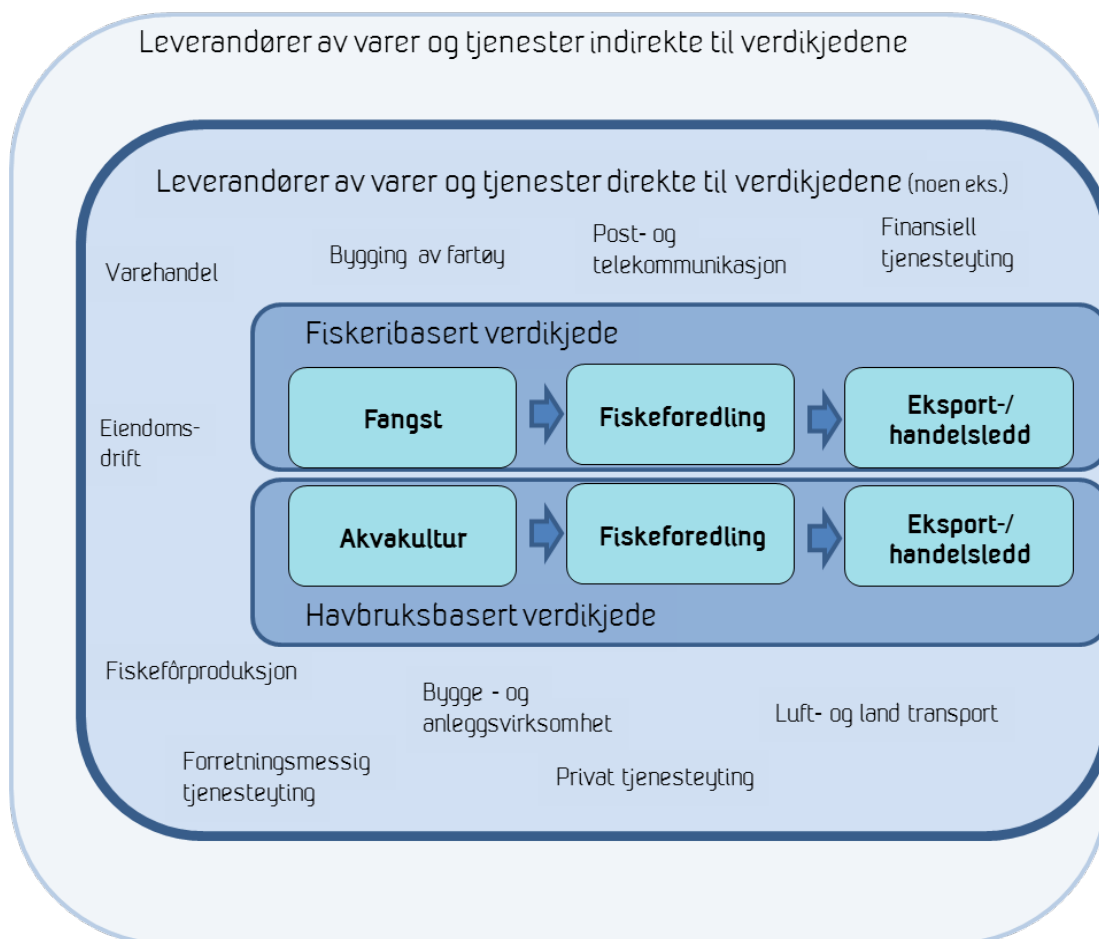 Leverandører av varer og tjenester indirekte til verdikjedene
Leverandører av varer og tjenester direkte til verdikjedene (noen eks.)
Varehandel
Bygging av fartøy
Post- og
telekommunikasjon
Finansiell
tjenesteyting
Fiskeribasert verdikjede
Fangst
Fiskeforedling
Eksport-/
handelsledd
Eiendoms-
drift
Akvakultur
Fiskeforedling
Eksport-/
handelsledd
Havbruksbasert verdikjede
Fiskefôrproduksjon
Bygge - og
anleggsvirksomhet
Luft- og land transport
Forretningsmessig
tjenesteyting
Privat tjenesteyting